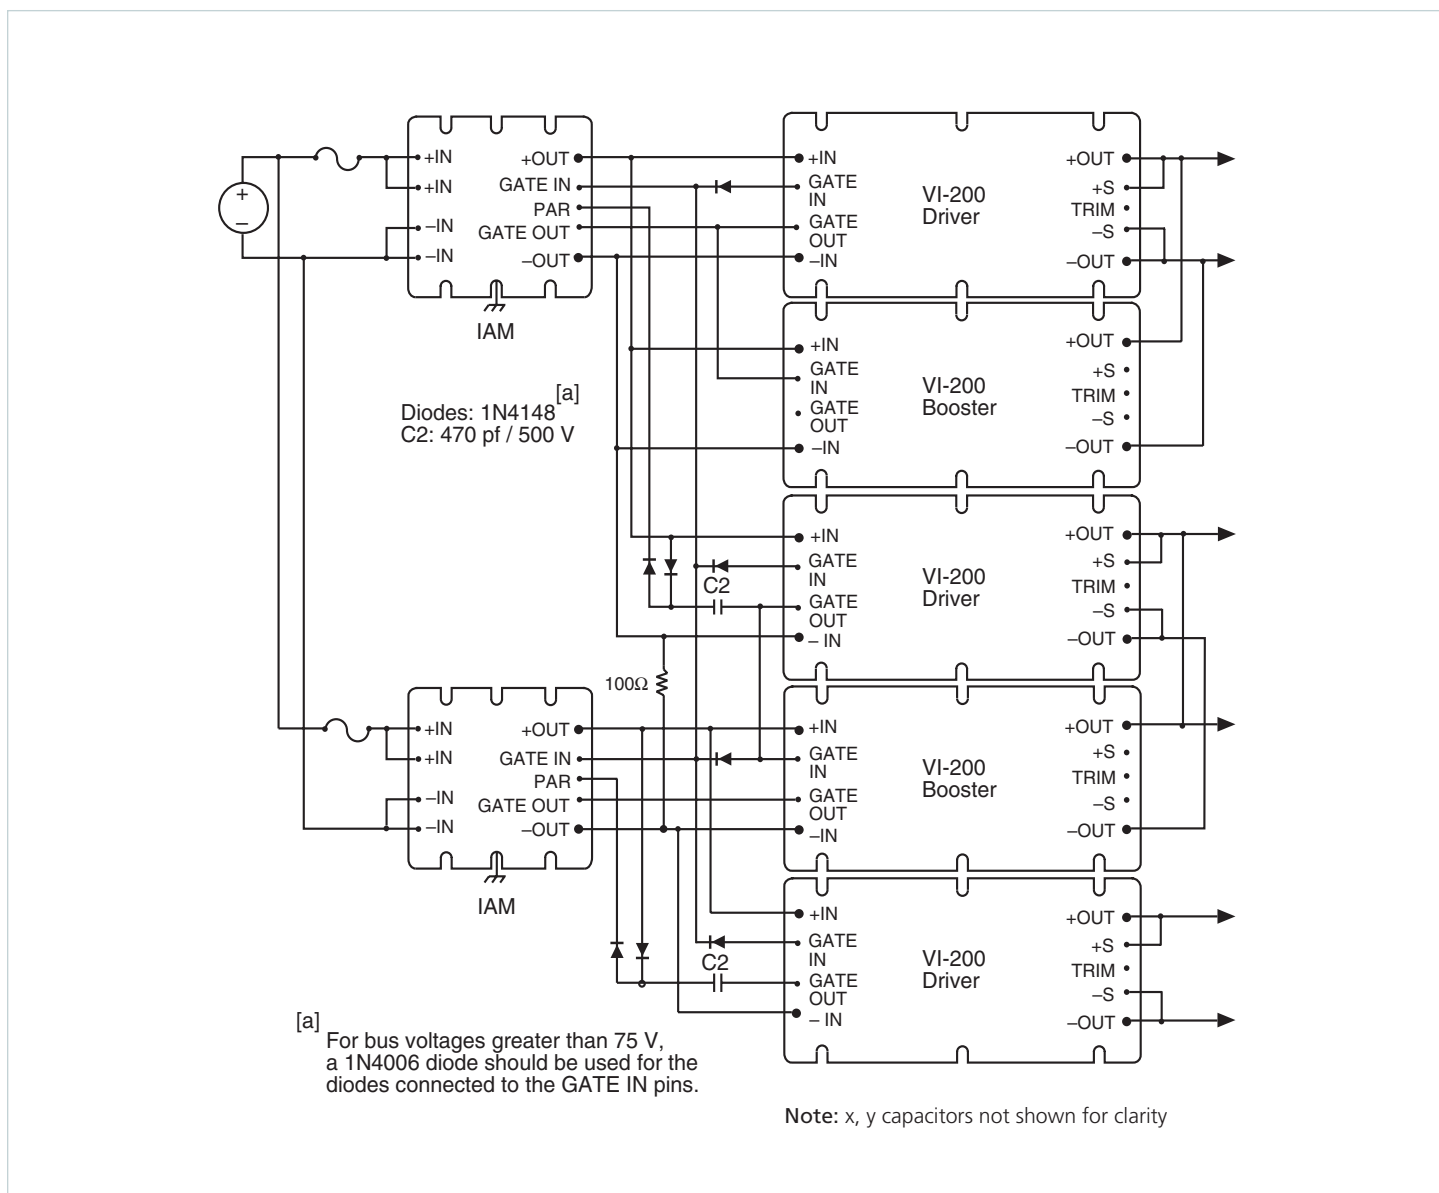 +
–
+IN
+IN
–IN
–IN
+OUT
GATE IN
PAR
GATE OUT
–OUT
IAM
+IN
GATE
IN
GATE
OUT
–IN
VI-200
Driver
+OUT
+S
TRIM
–S
–OUT
[a]
Diodes: 1N4148
C2: 470 pf / 500 V
+IN
GATE
IN
GATE
OUT
–IN
VI-200
Booster
+OUT
+S
TRIM
–S
–OUT
C2
+IN
GATE
IN
GATE
OUT
– IN
VI-200
Driver
+OUT
+S
TRIM
–S
–OUT
100Ω
+IN
+IN
–IN
–IN
+OUT
GATE IN
PAR
GATE OUT
–OUT
IAM
+IN
GATE
IN
GATE
OUT
–IN
VI-200
Booster
+OUT
+S
TRIM
–S
–OUT
C2
+IN
GATE
IN
GATE
OUT
– IN
VI-200
Driver
+OUT
+S
TRIM
–S
–OUT
[a]
For bus voltages greater than 75 V,
a 1N4006 diode should be used for the
diodes connected to the GATE IN pins.
Note: x, y capacitors not shown for clarity